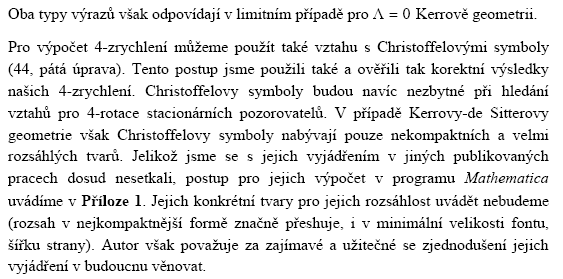 Oba typy výrazů však odpovídají v limitním případě pro Λ = 0 Kerrově geometrii.
Pro výpočet 4-zrychlení můžeme použít také vztahu s Christoffelovými symboly
(44, pátá úprava). Tento postup jsme použili také a ověřili tak korektní výsledky
našich 4-zrychlení. Christoffelovy symboly budou navíc nezbytné při hledání
vztahů pro 4-rotace stacionárních pozorovatelů. V případě Kerrovy-de Sitterovy
geometrie však Christoffelovy symboly nabývají pouze nekompaktních a velmi
rozsáhlých tvarů. Jelikož jsme se s jejich vyjádřením v jiných publikovaných
pracech dosud nesetkali, postup pro jejich výpočet v programu Mathematica
uvádíme v Příloze 1. Jejich konkrétní tvary pro jejich rozsáhlost uvádět nebudeme
(rozsah v nejkompaktnější formě značně přeshuje, i v minimální velikosti fontu,
šířku strany). Autor však považuje za zajímavé a užitečné se zjednodušení jejich
vyjádření v budoucnu věnovat.